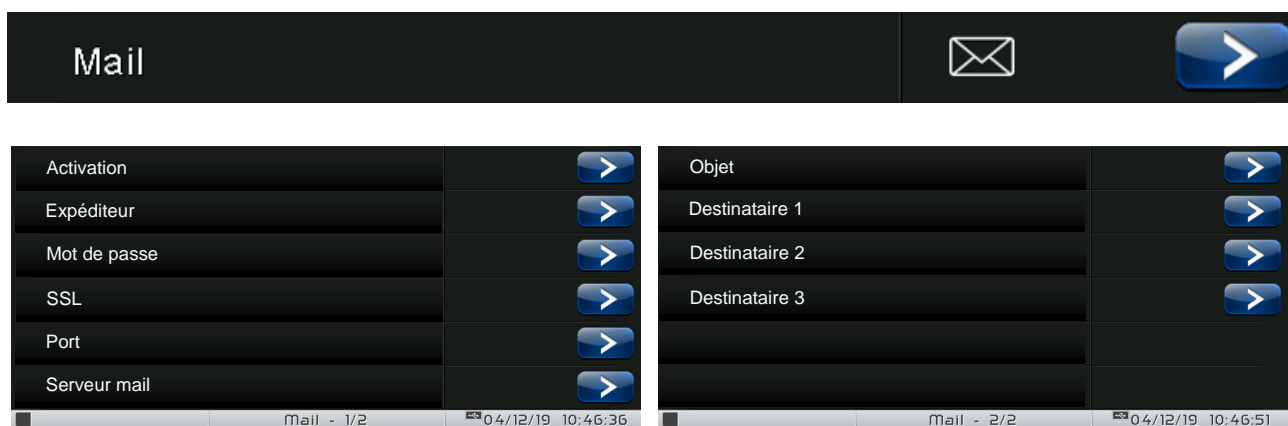 Mail
Activation
Expéditeur
Mot de passe
SSL
Port
Serveur mail
Mail - 1/2
04/12/19 10:46:36
Objet
Destinataire 1
Destinataire 2
Destinataire 3
Mail - 2/2
04/12/19 10:46:51